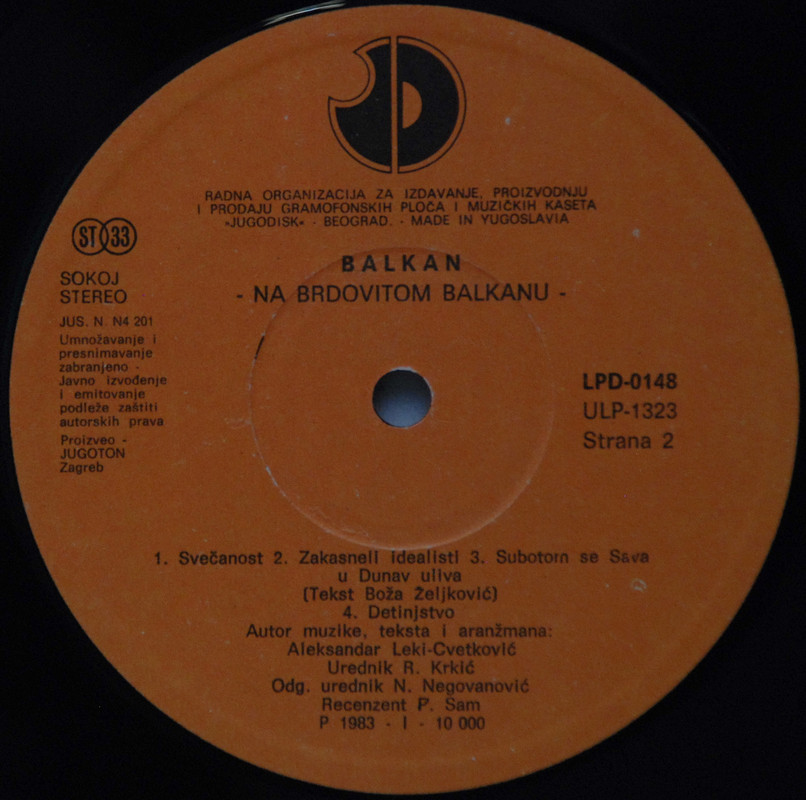 RADNA ORGANIZACIJA ZA IZDAVANJE, PROIZVODNJU
I PRODAJU GRAMOFONSKIH PLOČA I MUZIČKIH KASETA
»JUGODISK« - BEOGRAD. - MADE IN YUGOSLAVIA
ST 33
SOKOJ
STEREO
BALKAN
- NA BRDOVITOM BALKANU -
JUS. N. N4 201
Umnožavanje i
presnimavanje
zabranjeno -
Javno izvođenje
i emitovanje
podleže zaštiti
autorskih prava
Proizveo -
JUGOTON
Zagreb
LPD-0148
ULP-1323
Strana 2
1. Svečanost 2. Zakasneli idealisti 3. Subotom se Sava
u Dunav uliva
(Tekst Boža Željković)
4. Detinjstvo
Autor muzike, teksta i aranžmana:
Aleksandar Leki-Cvetković
Urednik R. Krkić
Odg. urednik N. Negovanović
Recenzent P. Sam
P 1983 - I - 10 000